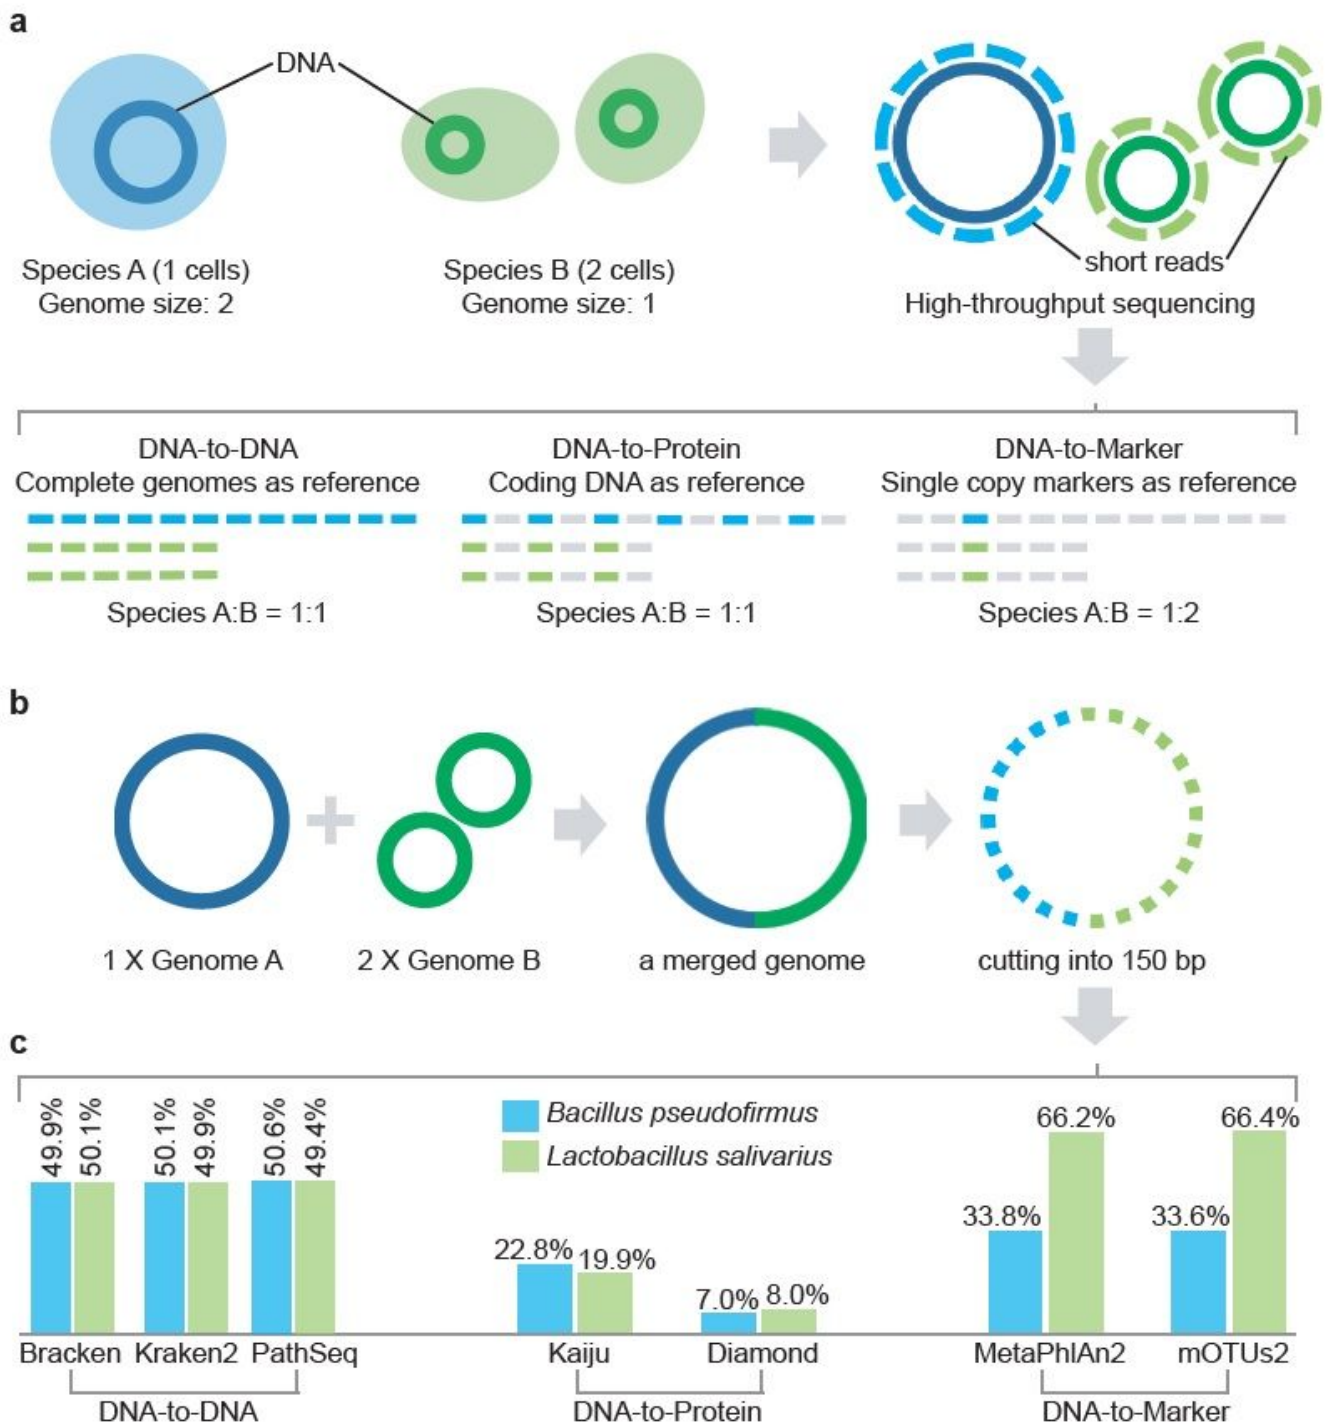 a
DNA
Species A (1 cells)
Genome size: 2
Species B (2 cells)
Genome size: 1
short reads
High-throughput sequencing
DNA-to-DNA
Complete genomes as reference
Species A:B = 1:1
DNA-to-Protein
Coding DNA as reference
Species A:B = 1:1
DNA-to-Marker
Single copy markers as reference
Species A:B = 1:2
b
1 X Genome A
2 X Genome B
a merged genome
cutting into 150 bp
c
49.9%
50.1%
50.1%
49.9%
50.6%
49.4%
Bacillus pseudofirmus
Lactobacillus salivarius
22.8%
19.9%
7.0%
8.0%
33.8%
66.2%
33.6%
66.4%
Bracken
Kraken2
PathSeq
Kaiju
Diamond
MetaPhlAn2
mOTUs2
DNA-to-DNA
DNA-to-Protein
DNA-to-Marker